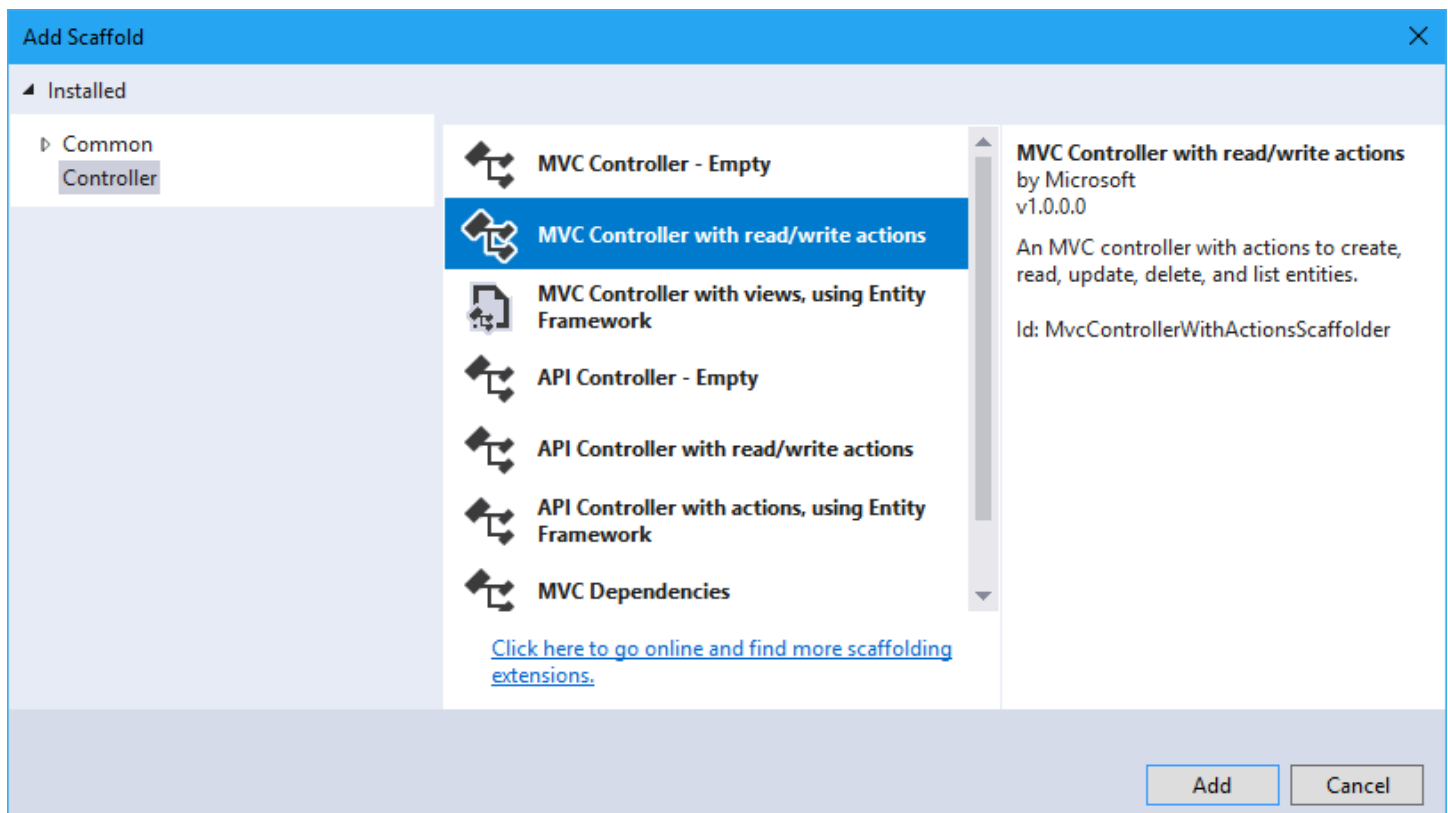 Add Scaffold
Installed
Common
Controller
MVC Controller - Empty
MVC Controller with read/write actions
MVC Controller with views, using Entity
Framework
API Controller - Empty
API Controller with read/write actions
API Controller with actions, using Entity
Framework
MVC Dependencies
Click here to go online and find more scaffolding
extensions.
MVC Controller with read/write actions
by Microsoft
v1.0.0.0
An MVC controller with actions to create,
read, update, delete, and list entities.
Id: MvcControllerWithActionsScaffolder
Add
Cancel